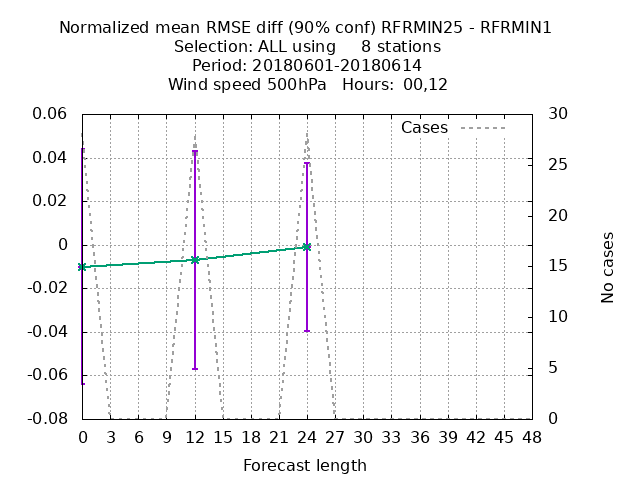 Normalized mean RMSE diff (90% conf) RFRMIN25 - RFRMIN1
Selection: ALL using     8 stations
Period: 20180601-20180614
Wind speed 500hPa   Hours:  00,12
Cases
0.06
0.04
0.02
0
-0.02
-0.04
-0.06
-0.08
30
25
20
15
10
5
0
No cases
0 3 6 9 12 15 18 21 24 27 30 33 36 39 42 45 48
Forecast length